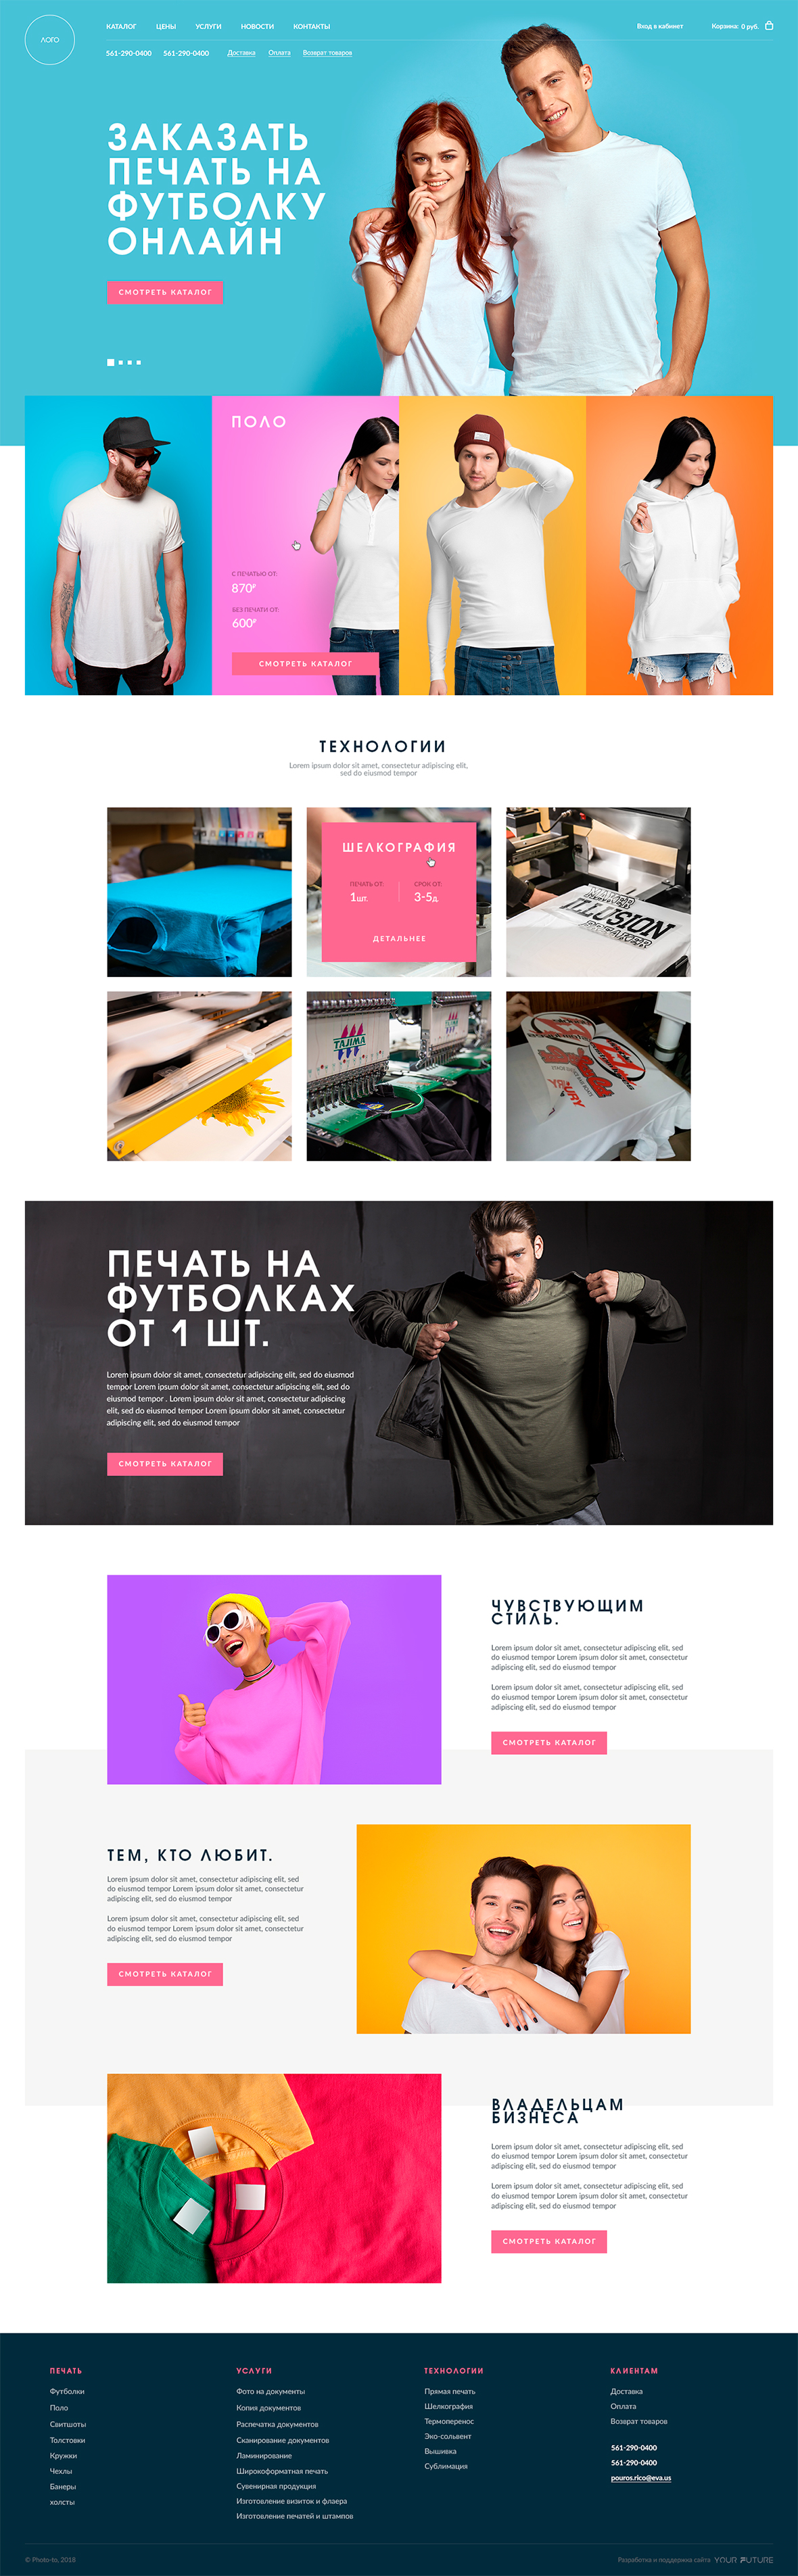 ЛОГО
КАТАЛОГ ЦЕНЫ УСЛУГИ НОВОСТИ КОНТАКТЫ
Вход в кабинет Корзина: 0 руб.
561-290-0400 561-290-0400 Доставка Оплата Возврат товаров
ЗАКАЗАТЬ
ПЕЧАТЬ НА
ФУТБОЛКУ
ОНЛАЙН
СМОТРЕТЬ КАТАЛОГ
ПОЛО
С ПЕЧАТЬЮ ОТ:
870₽
БЕЗ ПЕЧАТИ ОТ:
600₽
СМОТРЕТЬ КАТАЛОГ
ТЕХНОЛОГИИ
Lorem ipsum dolor sit amet, consectetur adipiscing elit,
sed do eiusmod tempor
ШЕЛКОГРАФИЯ
ПЕЧАТЬ ОТ: СРОК ОТ:
1шт. 3-5д.
ДЕТАЛЬНЕЕ
ILLUSION
TAJIMA
ПЕЧАТЬ НА
ФУТБОЛКАХ
ОТ 1 ШТ.
Lorem ipsum dolor sit amet, consectetur adipiscing elit, sed do eiusmod
tempor Lorem ipsum dolor sit amet, consectetur adipiscing elit, sed do
eiusmod tempor . Lorem ipsum dolor sit amet, consectetur adipiscing
elit, sed do eiusmod tempor Lorem ipsum dolor sit amet, consectetur
adipiscing elit, sed do eiusmod tempor
СМОТРЕТЬ КАТАЛОГ
ЧУВСТВУЮЩИМ
СТИЛЬ.
Lorem ipsum dolor sit amet, consectetur adipiscing elit, sed
do eiusmod tempor Lorem ipsum dolor sit amet, consectetur
adipiscing elit, sed do eiusmod tempor
Lorem ipsum dolor sit amet, consectetur adipiscing elit, sed
do eiusmod tempor Lorem ipsum dolor sit amet, consectetur
adipiscing elit, sed do eiusmod tempor
СМОТРЕТЬ КАТАЛОГ
ТЕМ, КТО ЛЮБИТ.
Lorem ipsum dolor sit amet, consectetur adipiscing elit, sed
do eiusmod tempor Lorem ipsum dolor sit amet, consectetur
adipiscing elit, sed do eiusmod tempor
Lorem ipsum dolor sit amet, consectetur adipiscing elit, sed
do eiusmod tempor Lorem ipsum dolor sit amet, consectetur
adipiscing elit, sed do eiusmod tempor
СМОТРЕТЬ КАТАЛОГ
ВЛАДЕЛЬЦАМ
БИЗНЕСА
Lorem ipsum dolor sit amet, consectetur adipiscing elit, sed
do eiusmod tempor Lorem ipsum dolor sit amet, consectetur
adipiscing elit, sed do eiusmod tempor
Lorem ipsum dolor sit amet, consectetur adipiscing elit, sed
do eiusmod tempor Lorem ipsum dolor sit amet, consectetur
adipiscing elit, sed do eiusmod tempor
СМОТРЕТЬ КАТАЛОГ
ПЕЧАТЬ
Футболки
Поло
Свитшоты
Толстовки
Кружки
Чехлы
Банеры
холсты
УСЛУГИ
Фото на документы
Копия документов
Распечатка документов
Сканирование документов
Ламинирование
Широкоформатная печать
Сувенирная продукция
Изготовление визиток и флаера
Изготовление печатей и штампов
ТЕХНОЛОГИИ
Прямая печать
Шелкография
Термоперенос
Эко-сольвент
Вышивка
Сублимация
КЛИЕНТАМ
Доставка
Оплата
Возврат товаров
561-290-0400
561-290-0400
pouros.rico@eva.us
© Photo-to, 2018
Разработка и поддержка сайта YOUR FUTURE